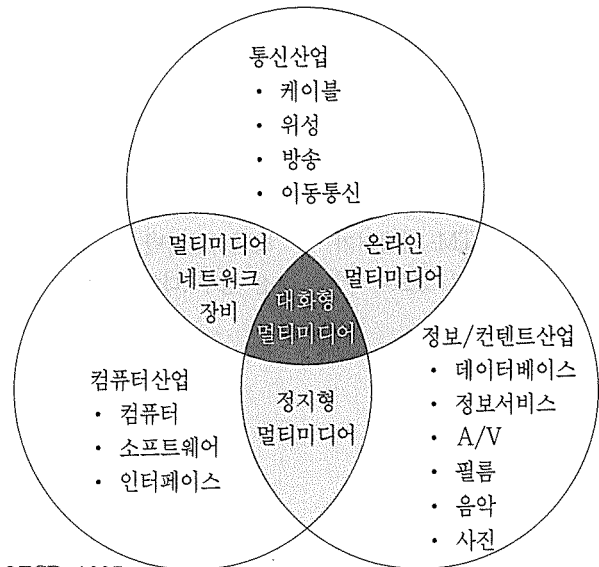 통신산업
· 케이블
· 위성
· 방송
· 이동통신
멀티미디어
네트워크
장비
온라인
멀티미디어
대화형
멀티미디어
컴퓨터산업
· 컴퓨터
· 소프트웨어
· 인터페이스
정지형
멀티미디어
정보/컨텐트산업
· 데이터베이스
· 정보서비스
· A/V
· 필름
· 음악
· 사진